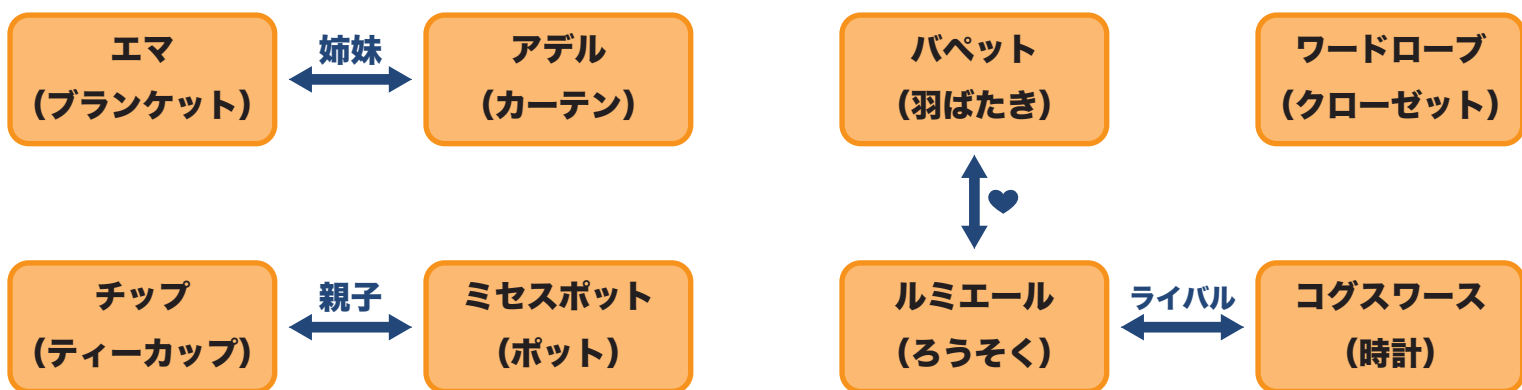 エマ
(ブランケット)
姉妹
アデル
(カーテン)
バペット
(羽ばたき)
ワードローブ
(クローゼット)
チップ
(ティーカップ)
親子
ミセスポット
(ポット)
ルミエール
(ろうそく)
ライバル
コグスワース
(時計)